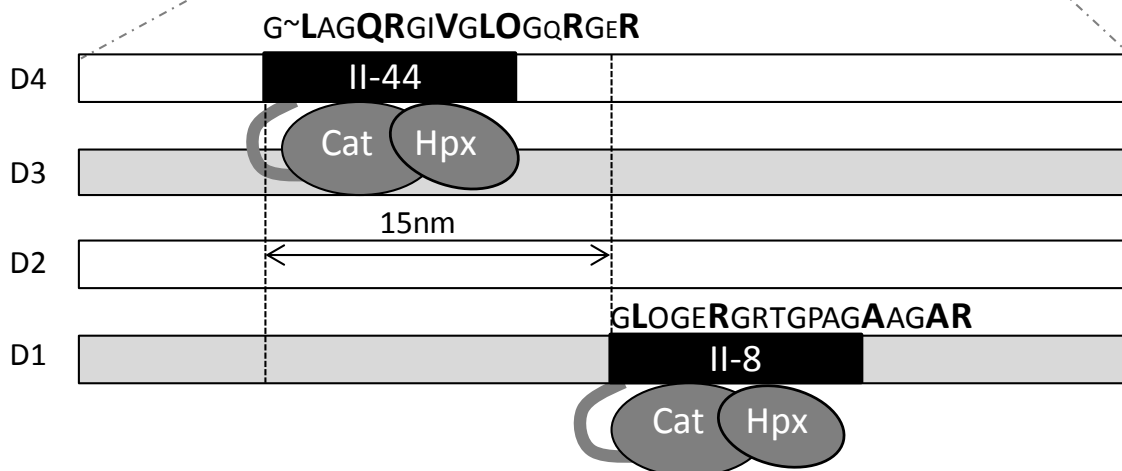 G~LAGQRGIVGLOGQRGER
D4
II-44
Cat
Hpx
D3
15nm
D2
GLOGERGRTGPAGAAGAR
D1
II-8
Cat
Hpx